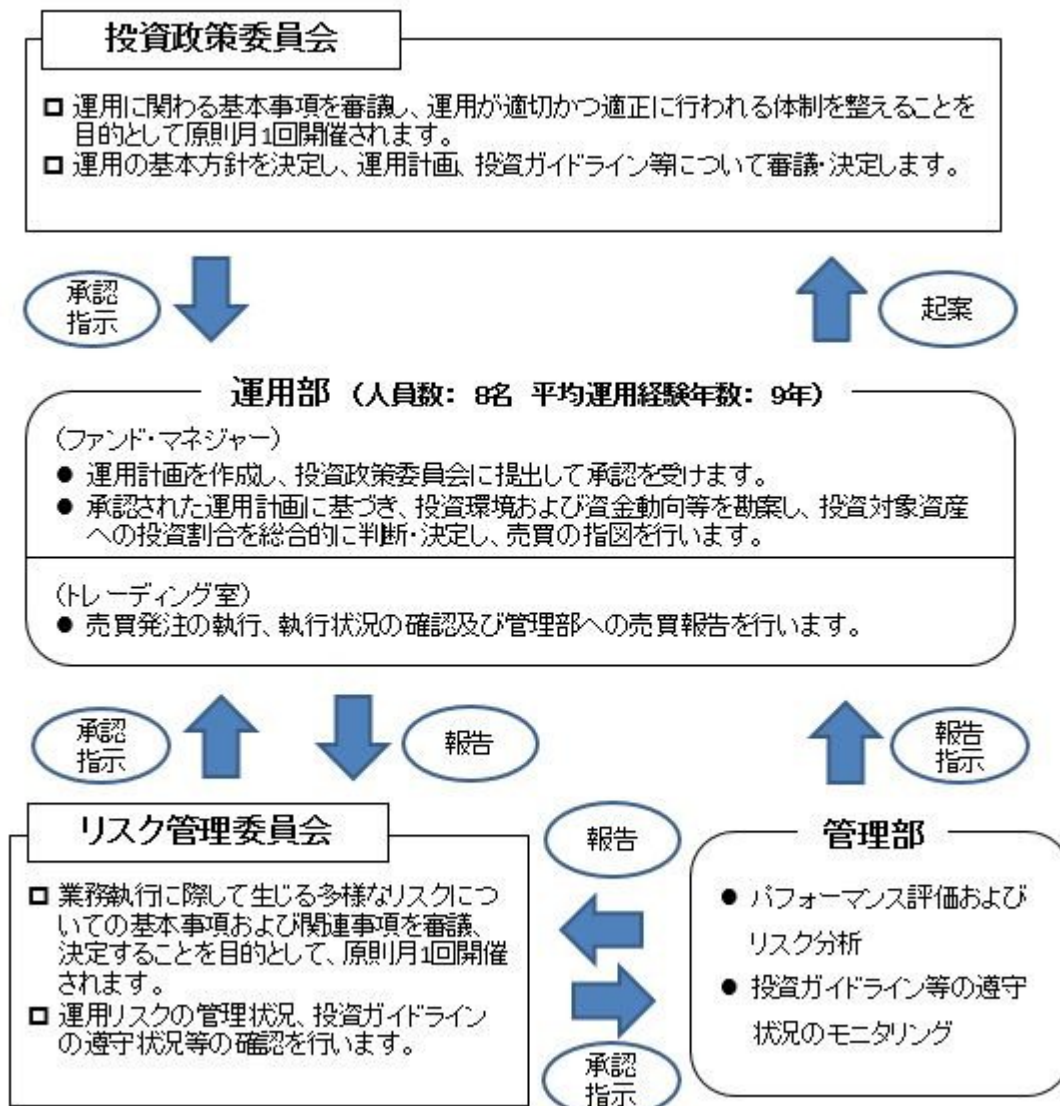 投資政策委員会
運用に関わる基本事項を審議し、運用が適切かつ適正に行われる体制を整えることを
目的として原則月1回開催されます。
運用の基本方針を決定し、運用計画、投資ガイドライン等について審議・決定します。
承認
指示
起案
運用部 (人員数: 8名 平均運用経験年数: 9年)
(ファンド・マネジャー)
● 運用計画を作成し、投資政策委員会に提出して承認を受けます。
● 承認された運用計画に基づき、投資環境および資金動向等を勘案し、投資対象資産
への投資割合を総合的に判断・決定し、売買の指図を行います。
(トレーディング室)
● 売買発注の執行、執行状況の確認及び管理部への売買報告を行います。
承認
指示
報告
報告
指示
リスク管理委員会
業務執行に際して生じる多様なリスクにつ
いての基本事項および関連事項を審議、
決定することを目的として、原則月1回開催
されます。
運用リスクの管理状況、投資ガイドライン
の遵守状況等の確認を行います。
報告
承認
指示
管理部
● パフォーマンス評価および
リスク分析
● 投資ガイドライン等の遵守
状況のモニタリング